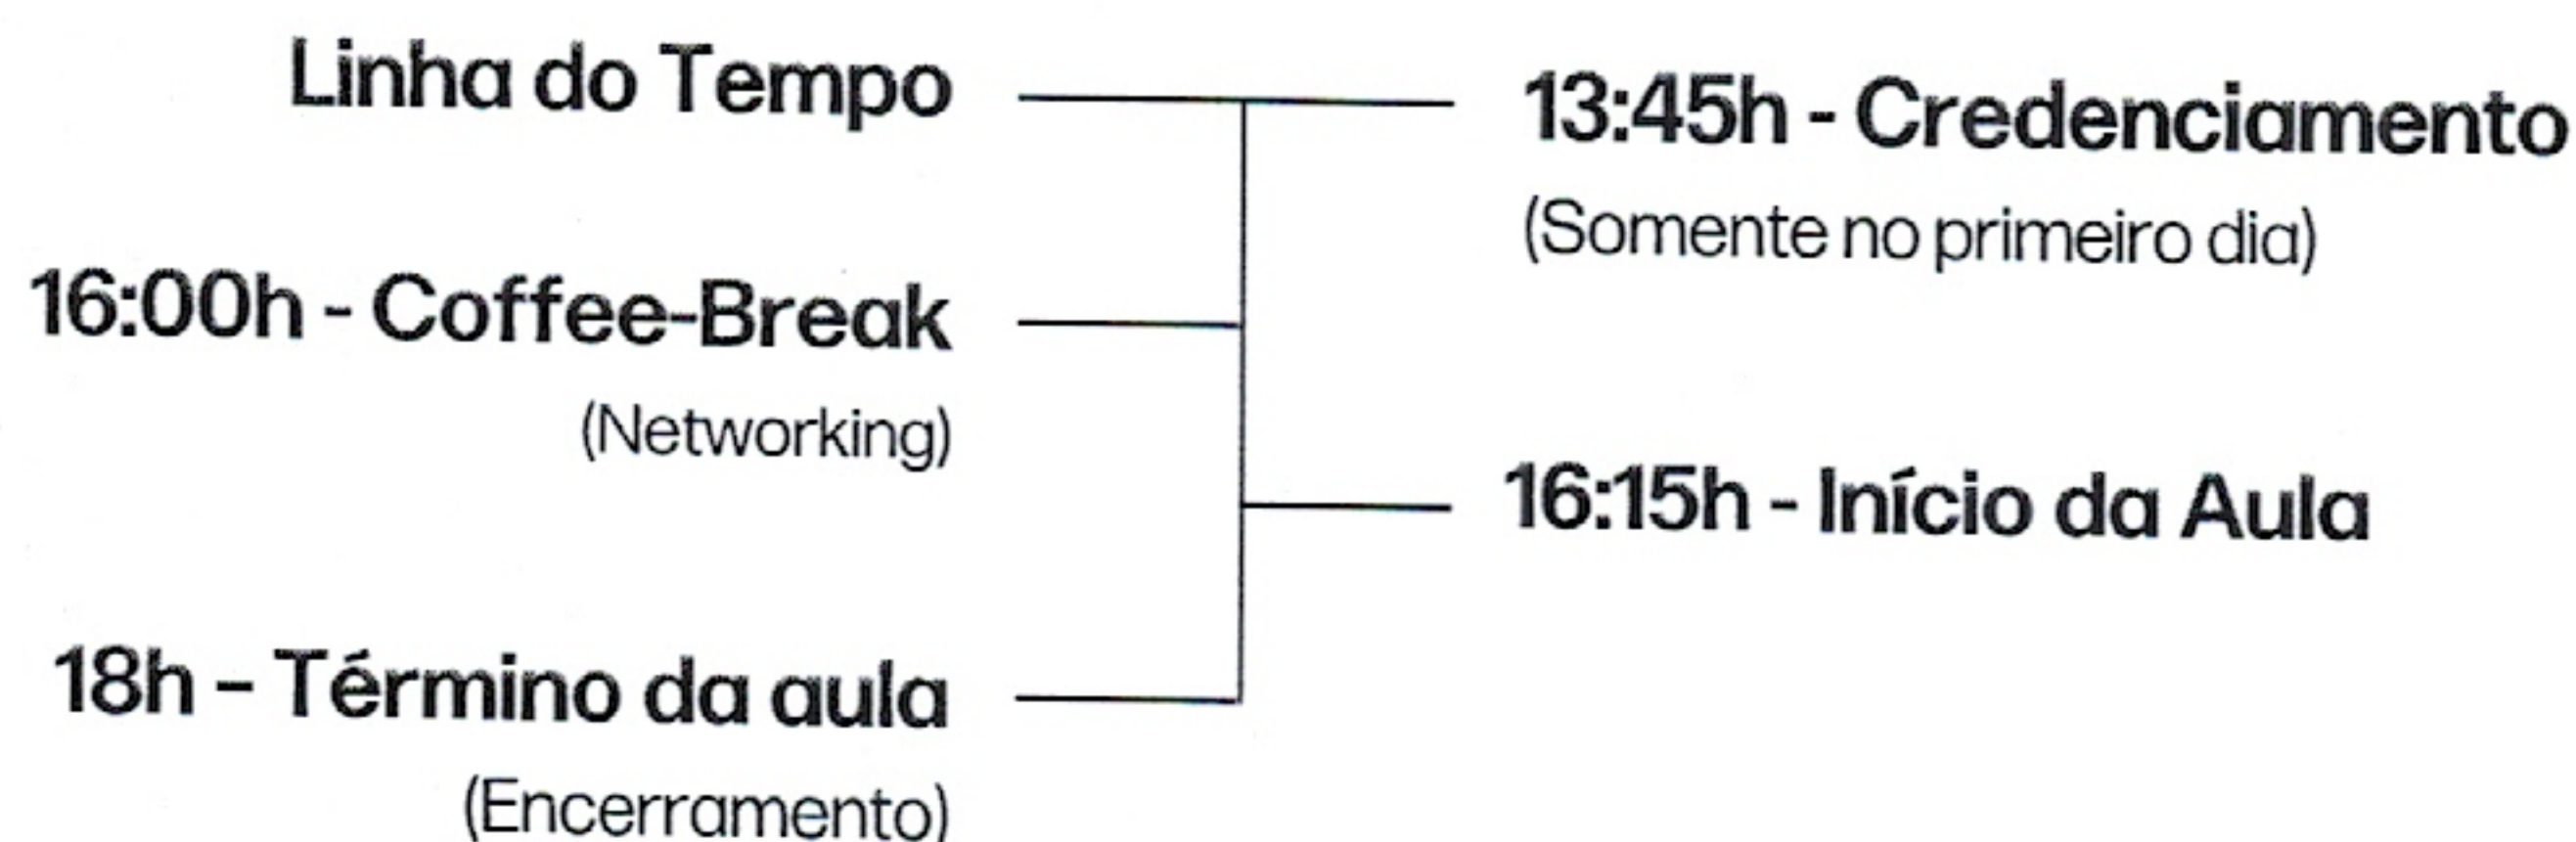 Linha do Tempo
13:45h - Credenciamento
(Somente no primeiro dia)
16:00h - Coffee-Break
(Networking)
16:15h - Início da Aula
18h - Término da aula
(Encerramento)